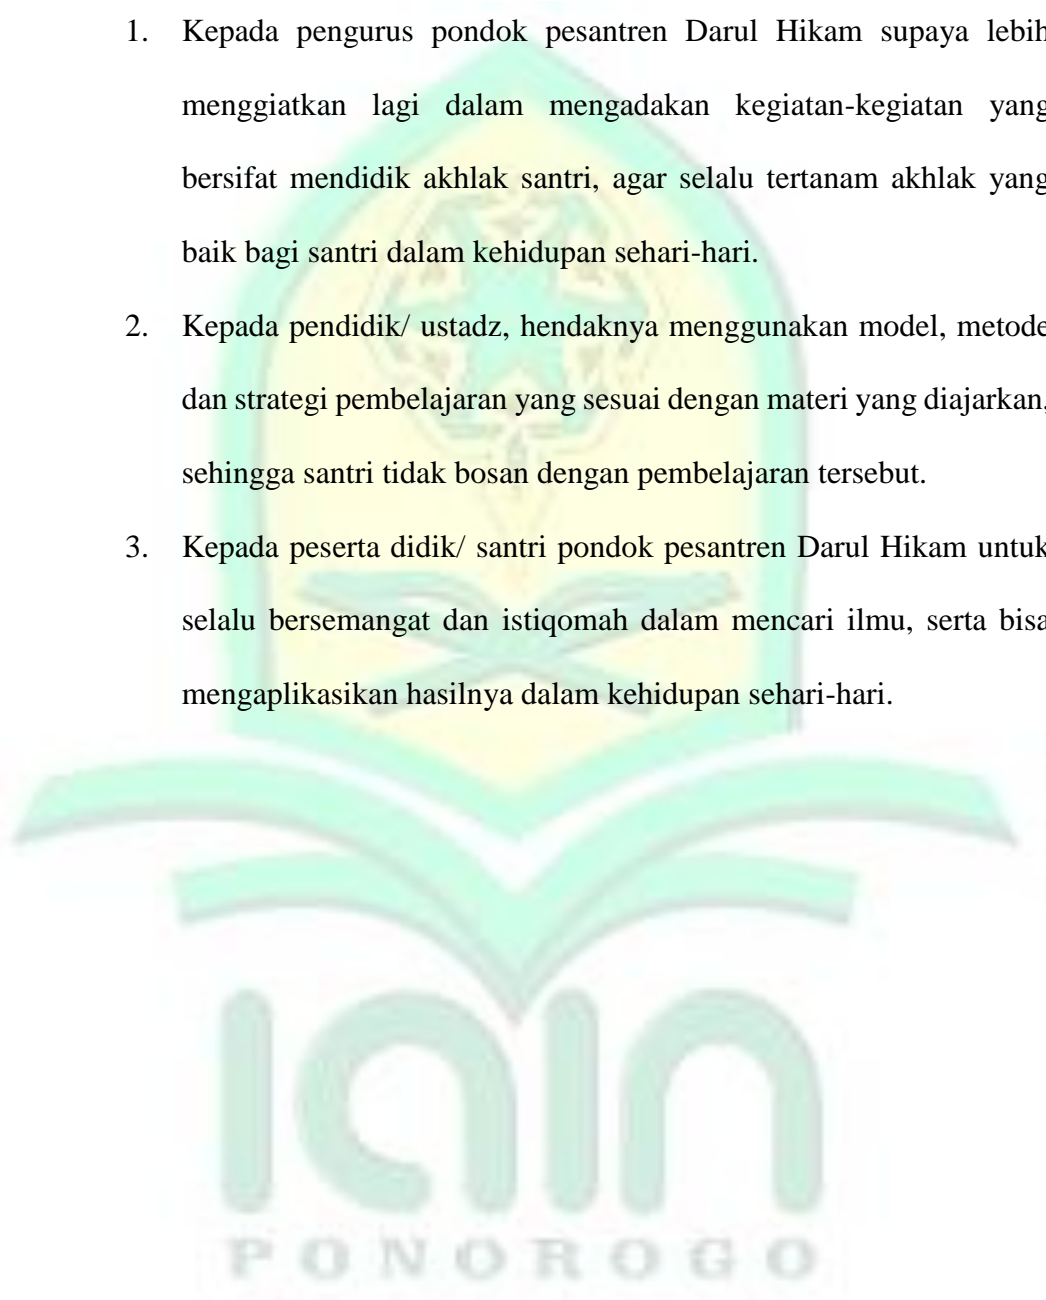 1. Kepada pengurus pondok pesantren Darul Hikam supaya lebih
menggiatkan lagi dalam mengadakan kegiatan-kegiatan yang
bersifat mendidik akhlak santri, agar selalu tertanam akhlak yang
baik bagi santri dalam kehidupan sehari-hari.
2. Kepada pendidik/ ustadz, hendaknya menggunakan model, metode
dan strategi pembelajaran yang sesuai dengan materi yang diajarkan,
sehingga santri tidak bosan dengan pembelajaran tersebut.
3. Kepada peserta didik/ santri pondok pesantren Darul Hikam untuk
selalu bersemangat dan istiqomah dalam mencari ilmu, serta bisa
mengaplikasikan hasilnya dalam kehidupan sehari-hari.
iain
PONOROGO